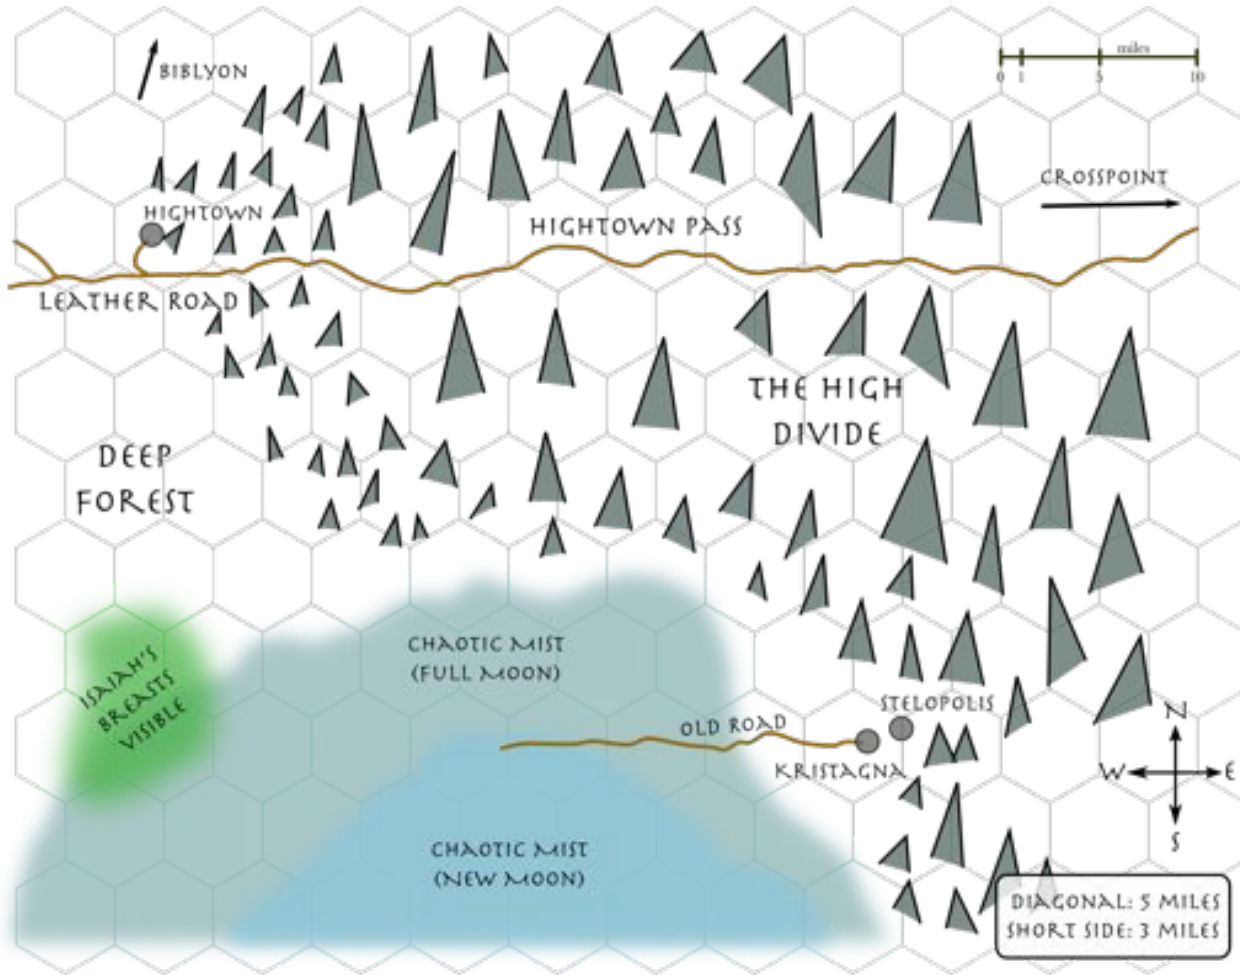 BIBLYON
miles
0 1 5 10
CROSSPOINT
HIGHTOWN
HIGHTOWN PASS
LEATHER ROAD
THE HIGH
DIVIDE
DEEP
FOREST
CHAOTIC MIST
(FULL MOON)
ISAIAH'S
BREASTS
VISIBLE
STELOPOLIS
OLD ROAD
KRISTAGNA
N
W E
S
CHAOTIC MIST
(NEW MOON)
DIAGONAL: 5 MILES
SHORT SIDE: 3 MILES